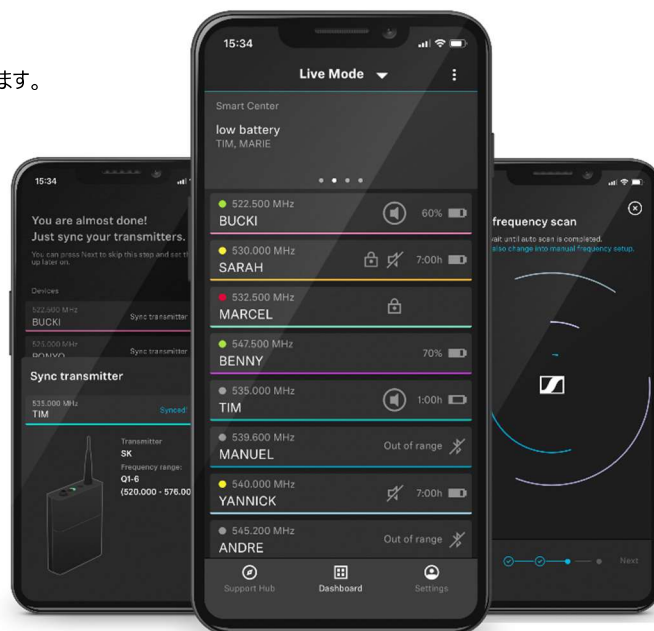 ます。
15:34
You are almost done!
Just sync your transmitters.
You can press Next to skip this step and set th
up later on.
Devices
522.500 MHz
BUCKI
Sync transmitter
525.000 MHz
PONYO
Sync transmitter
Sync transmitter
535.000 MHz
TIM
Synced
Transmitter
SK
Frequency range:
Q1-6
(520.000 - 576.00
15:34
Live Mode
Smart Center
low battery
TIM, MARIE
522.500 MHz
BUCKI
60%
530.000 MHz
SARAH
7:00h
532.500 MHz
MARCEL
547.500 MHz
BENNY
70%
535.000 MHz
TIM
1:00h
539.600 MHz
MANUEL
Out of range
540.000 MHz
YANNICK
7:00h
545.200 MHz
ANDRE
Out of range
Support Hub
Dashboard
Settings
frequency scan
wait until auto scan is completed.
also change into manual frequency setup.
Next